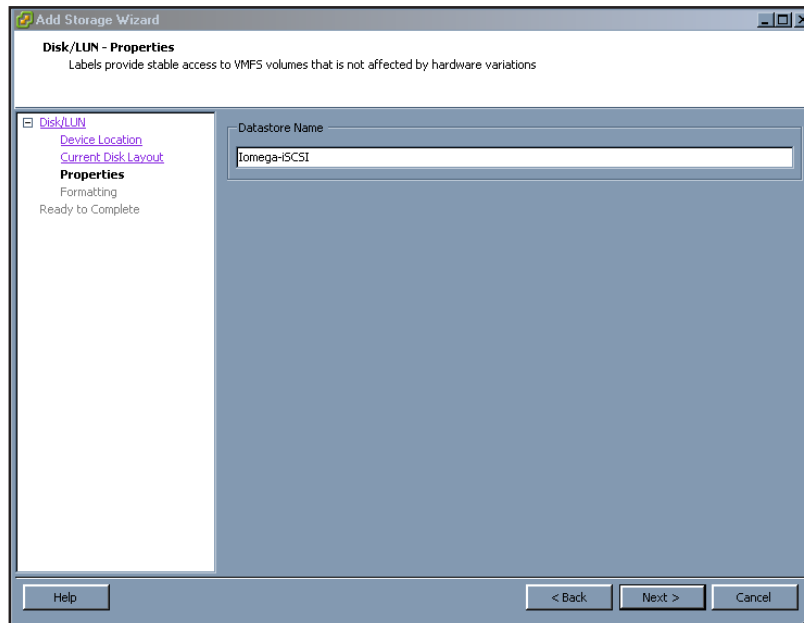 Add Storage Wizard
Disk/LUN - Properties
Labels provide stable access to VMFS volumes that is not affected by hardware variations
Disk/LUN
Device Location
Current Disk Layout
Properties
Formatting
Ready to Complete
Datastore Name
Iomega-iSCSI
Help
< Back
Next >
Cancel